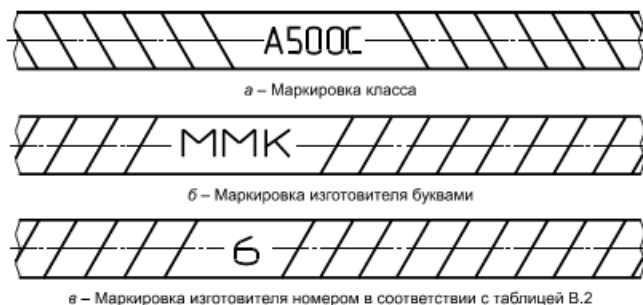 А500С
а – Маркировка класса
ММК
б – Маркировка изготовителя буквами
6
в – Маркировка изготовителя номером в соответствии с таблицей В.2